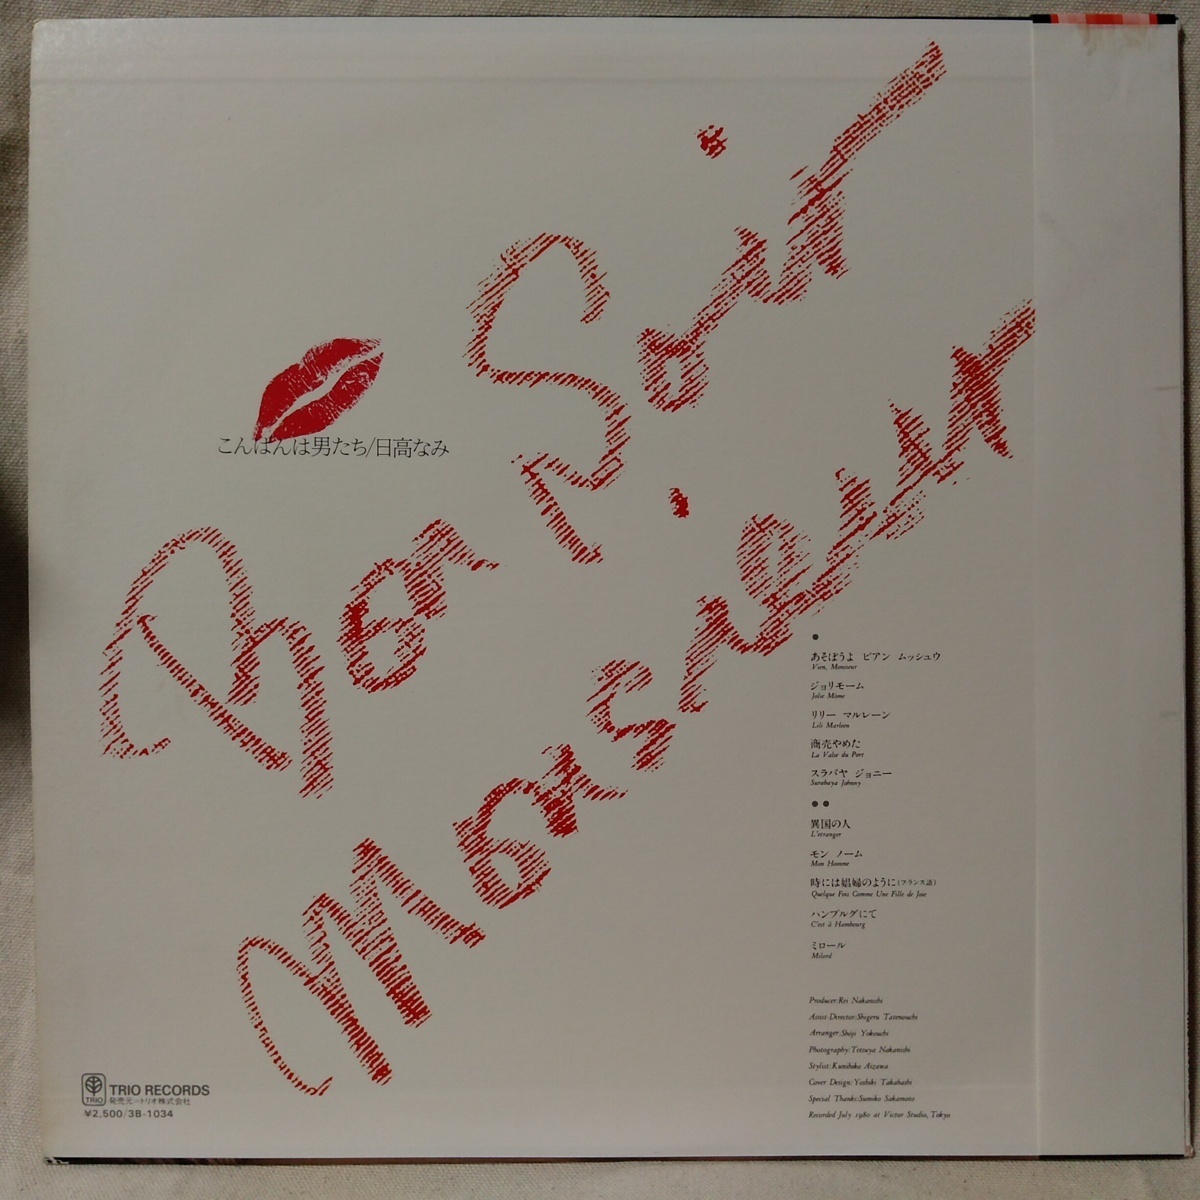 Bon Soir
Monsieur
こんばんは男たち/日高なみ
●
あそぼうよ ビアン ムッシュウ
Vien, Monsieur
ジョリモーム
Jolie Môme
リリー マルレーン
Lili Marleen
商売やめた
La Valse du Port
スラバヤ ジョニー
Surabaya Johnny
●●
異国の人
L'etranger
モン ノーム
Mon Homme
時には娼婦のように(フランス語)
Quelque Fois Comme Une Fille de Joie
ハンブルグにて
C'est à Hambourg
ミロール
Milord
Producer:Rei Nakanishi
Assist-Director:Shigeru Tatenouchi
Arranger:Shoji Yokouchi
Photography:Tetsuya Nakanishi
Stylist:Kunihiko Aizawa
Cover Design:Yoshiki Takahashi
Special Thanks:Sumiko Sakamoto
Recorded July 1980 at Victor Studio, Tokyo
TRIO
TRIO RECORDS
発売元=トリオ株式会社
¥2,500/3B-1034